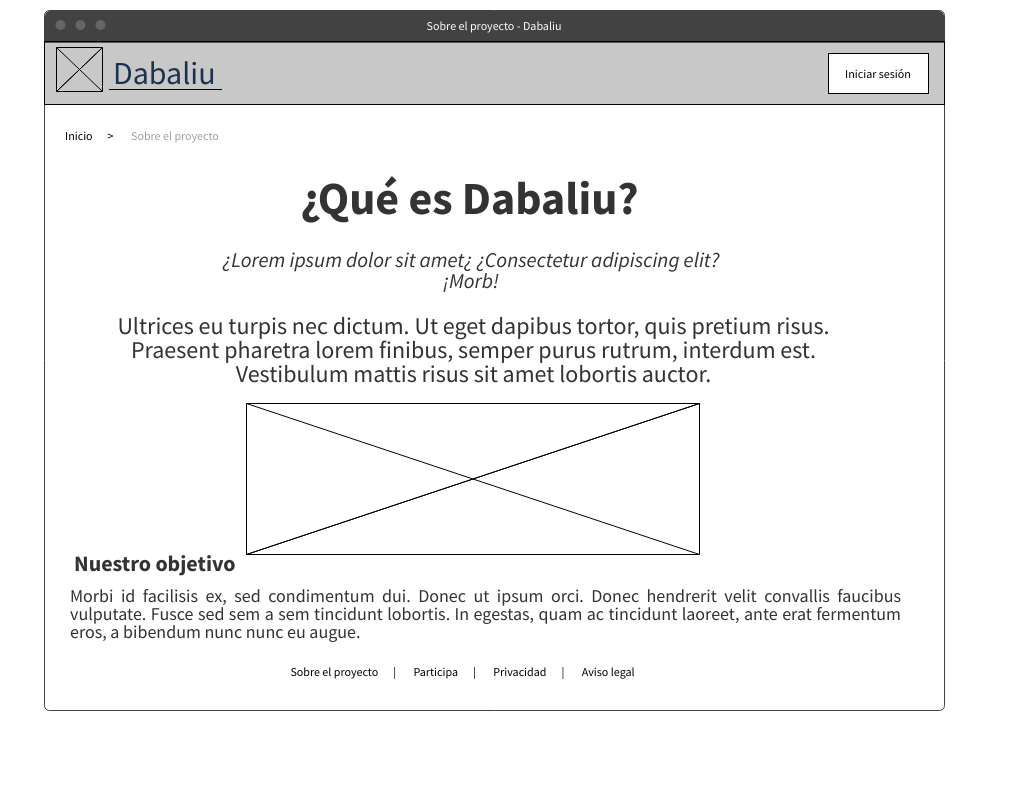 Sobre el proyecto - Dabaliu
Dabaliu
Iniciar sesión
Inicio > Sobre el proyecto
¿Qué es Dabaliu?
¿Lorem ipsum dolor sit amet¿ ¿Consectetur adipiscing elit?
¡Morb!
Ultrices eu turpis nec dictum. Ut eget dapibus tortor, quis pretium risus.
Praesent pharetra lorem finibus, semper purus rutrum, interdum est.
Vestibulum mattis risus sit amet lobortis auctor.
Nuestro objetivo
Morbi id facilisis ex, sed condimentum dui. Donec ut ipsum orci. Donec hendrerit velit convallis faucibus
vulputate. Fusce sed sem a sem tincidunt lobortis. In egestas, quam ac tincidunt laoreet, ante erat fermentum
eros, a bibendum nunc nunc eu augue.
Sobre el proyecto | Participa | Privacidad | Aviso legal